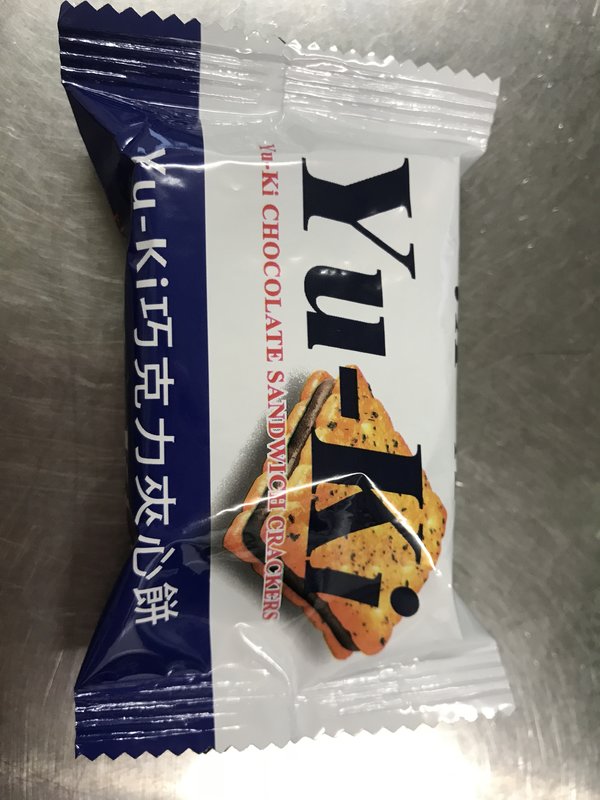 Yu-Ki
Yu-Ki CHOCOLATE SANDWICH CRACKERS
Yu-Ki巧克力夾心餅